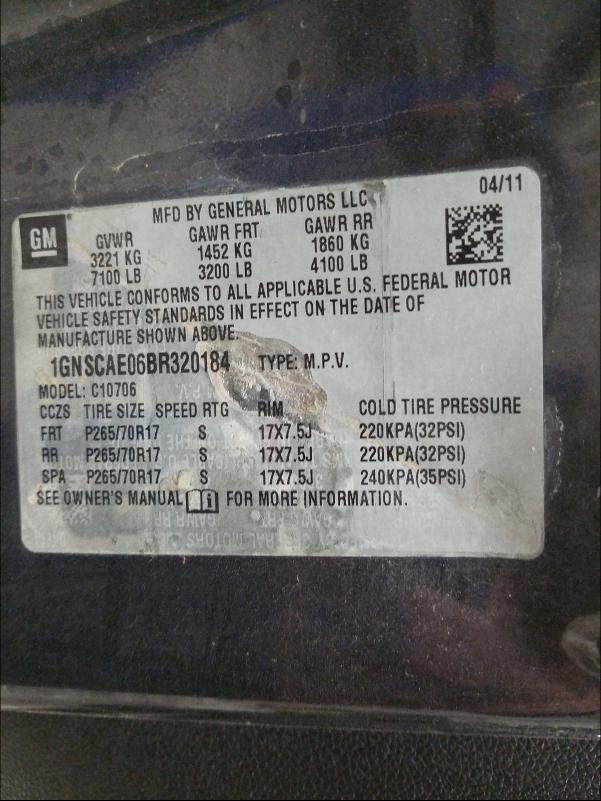 04/11
MFD BY GENERAL MOTORS LLC
GM
GVWR GAWR FRT GAWR RR
3221 KG 1452 KG 1860 KG
7100 LB 3200 LB 4100 LB
THIS VEHICLE CONFORMS TO ALL APPLICABLE U.S. FEDERAL MOTOR
VEHICLE SAFETY STANDARDS IN EFFECT ON THE DATE OF
MANUFACTURE SHOWN ABOVE.
1GNSCAE06BR320184 TYPE: M.P.V.
MODEL: C10706
CCZS TIRE SIZE SPEED RTG RIM COLD TIRE PRESSURE
FRT P265/70R17 S 17X7.5J 220KPA(32PSI)
RR P265/70R17 S 17X7.5J 220KPA(32PSI)
SPA P265/70R17 S 17X7.5J 240KPA(35PSI)
SEE OWNER'S MANUAL FOR MORE INFORMATION.